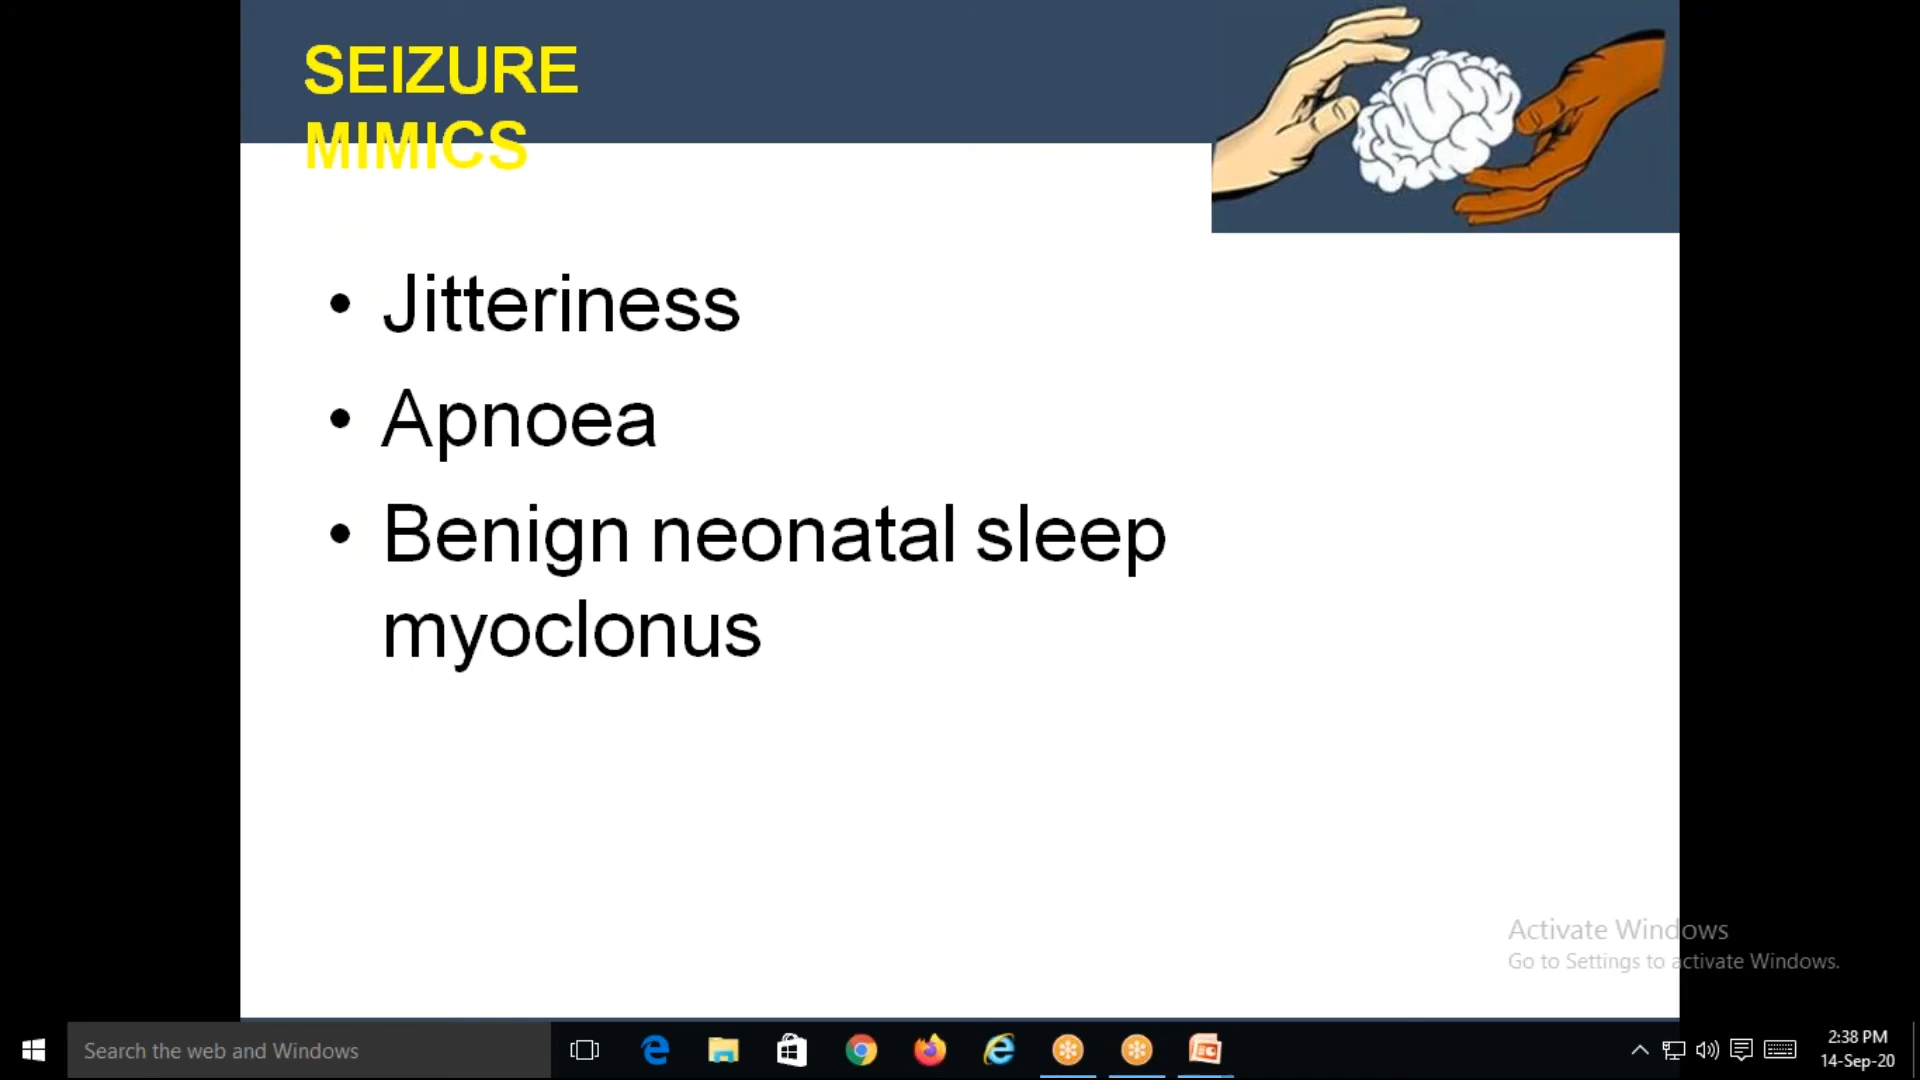 SEIZURE
MIMICS
• Jitteriness
• Apnoea
• Benign neonatal sleep
myoclonus
Activate Windows
Go to Settings to activate Windows.
Search the web and Windows
2:38 PM
14-Sep-20